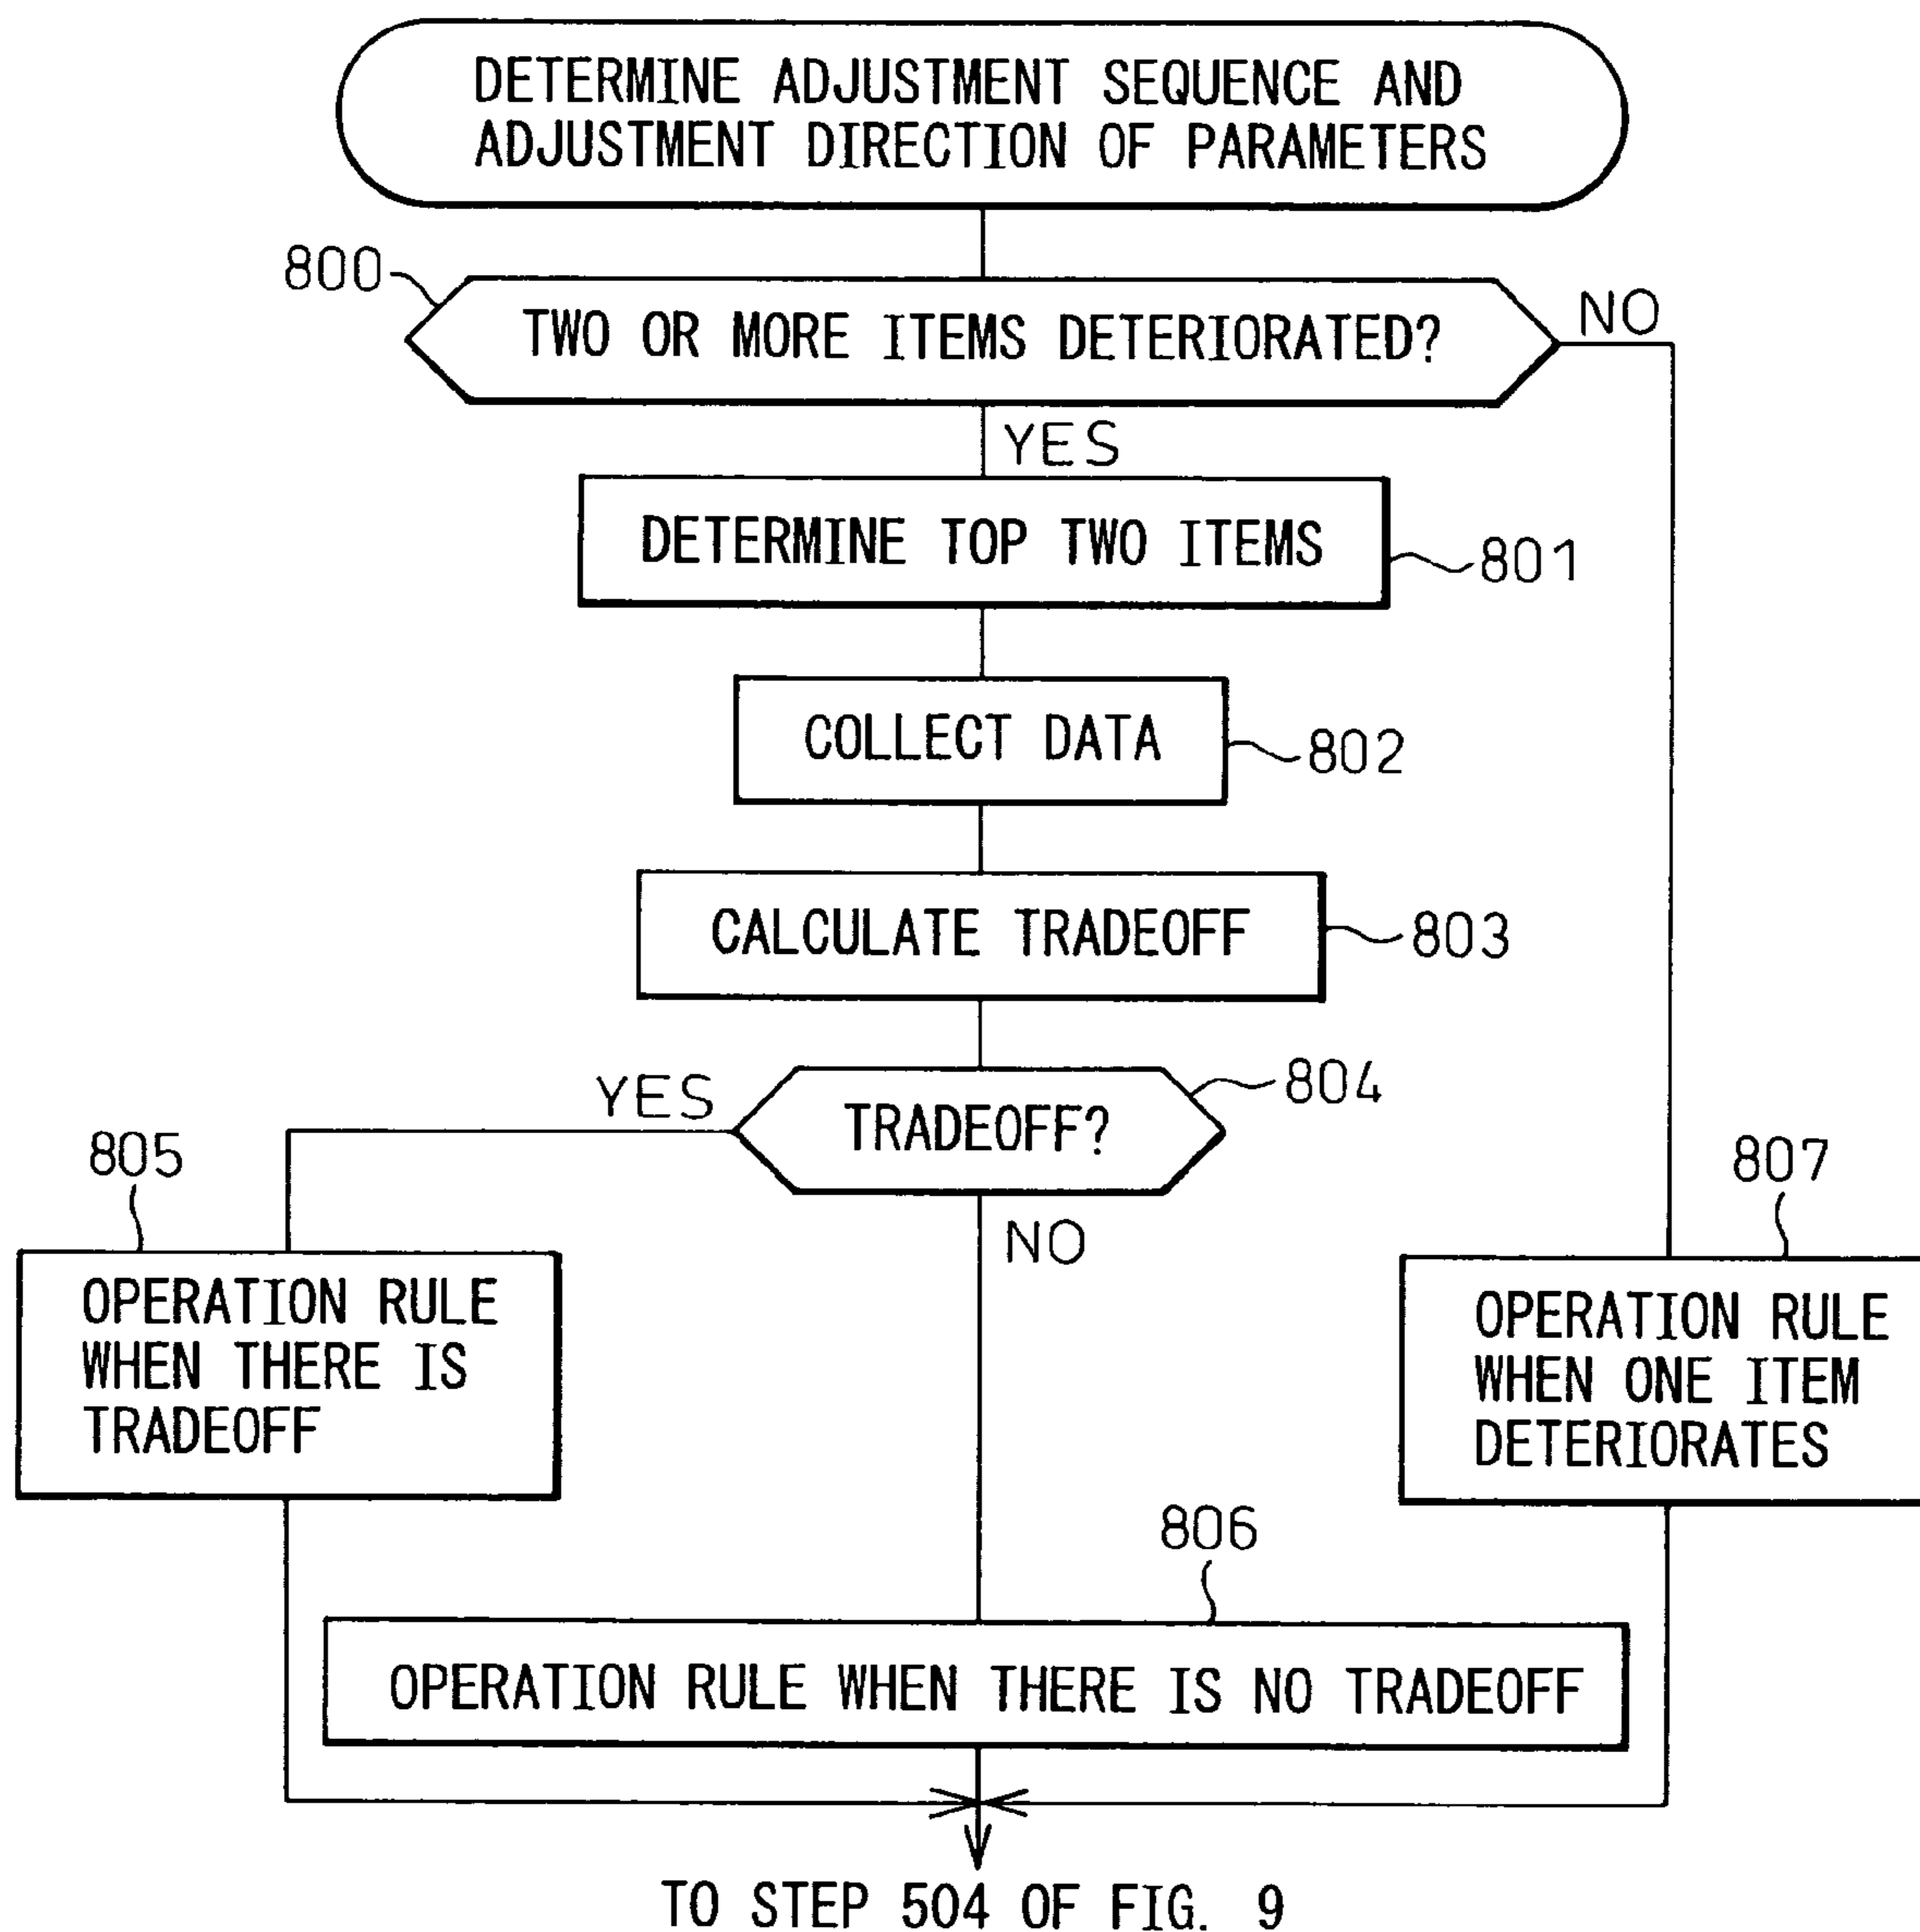 DETERMINE ADJUSTMENT SEQUENCE AND
ADJUSTMENT DIRECTION OF PARAMETERS
800
TWO OR MORE ITEMS DETERIORATED?
NO
YES
DETERMINE TOP TWO ITEMS
801
COLLECT DATA
802
CALCULATE TRADEOFF
803
YES
TRADEOFF?
804
805
NO
807
OPERATION RULE
WHEN THERE IS
TRADEOFF
OPERATION RULE
WHEN ONE ITEM
DETERIORATES
806
OPERATION RULE WHEN THERE IS NO TRADEOFF
TO STEP 504 OF FIG. 9